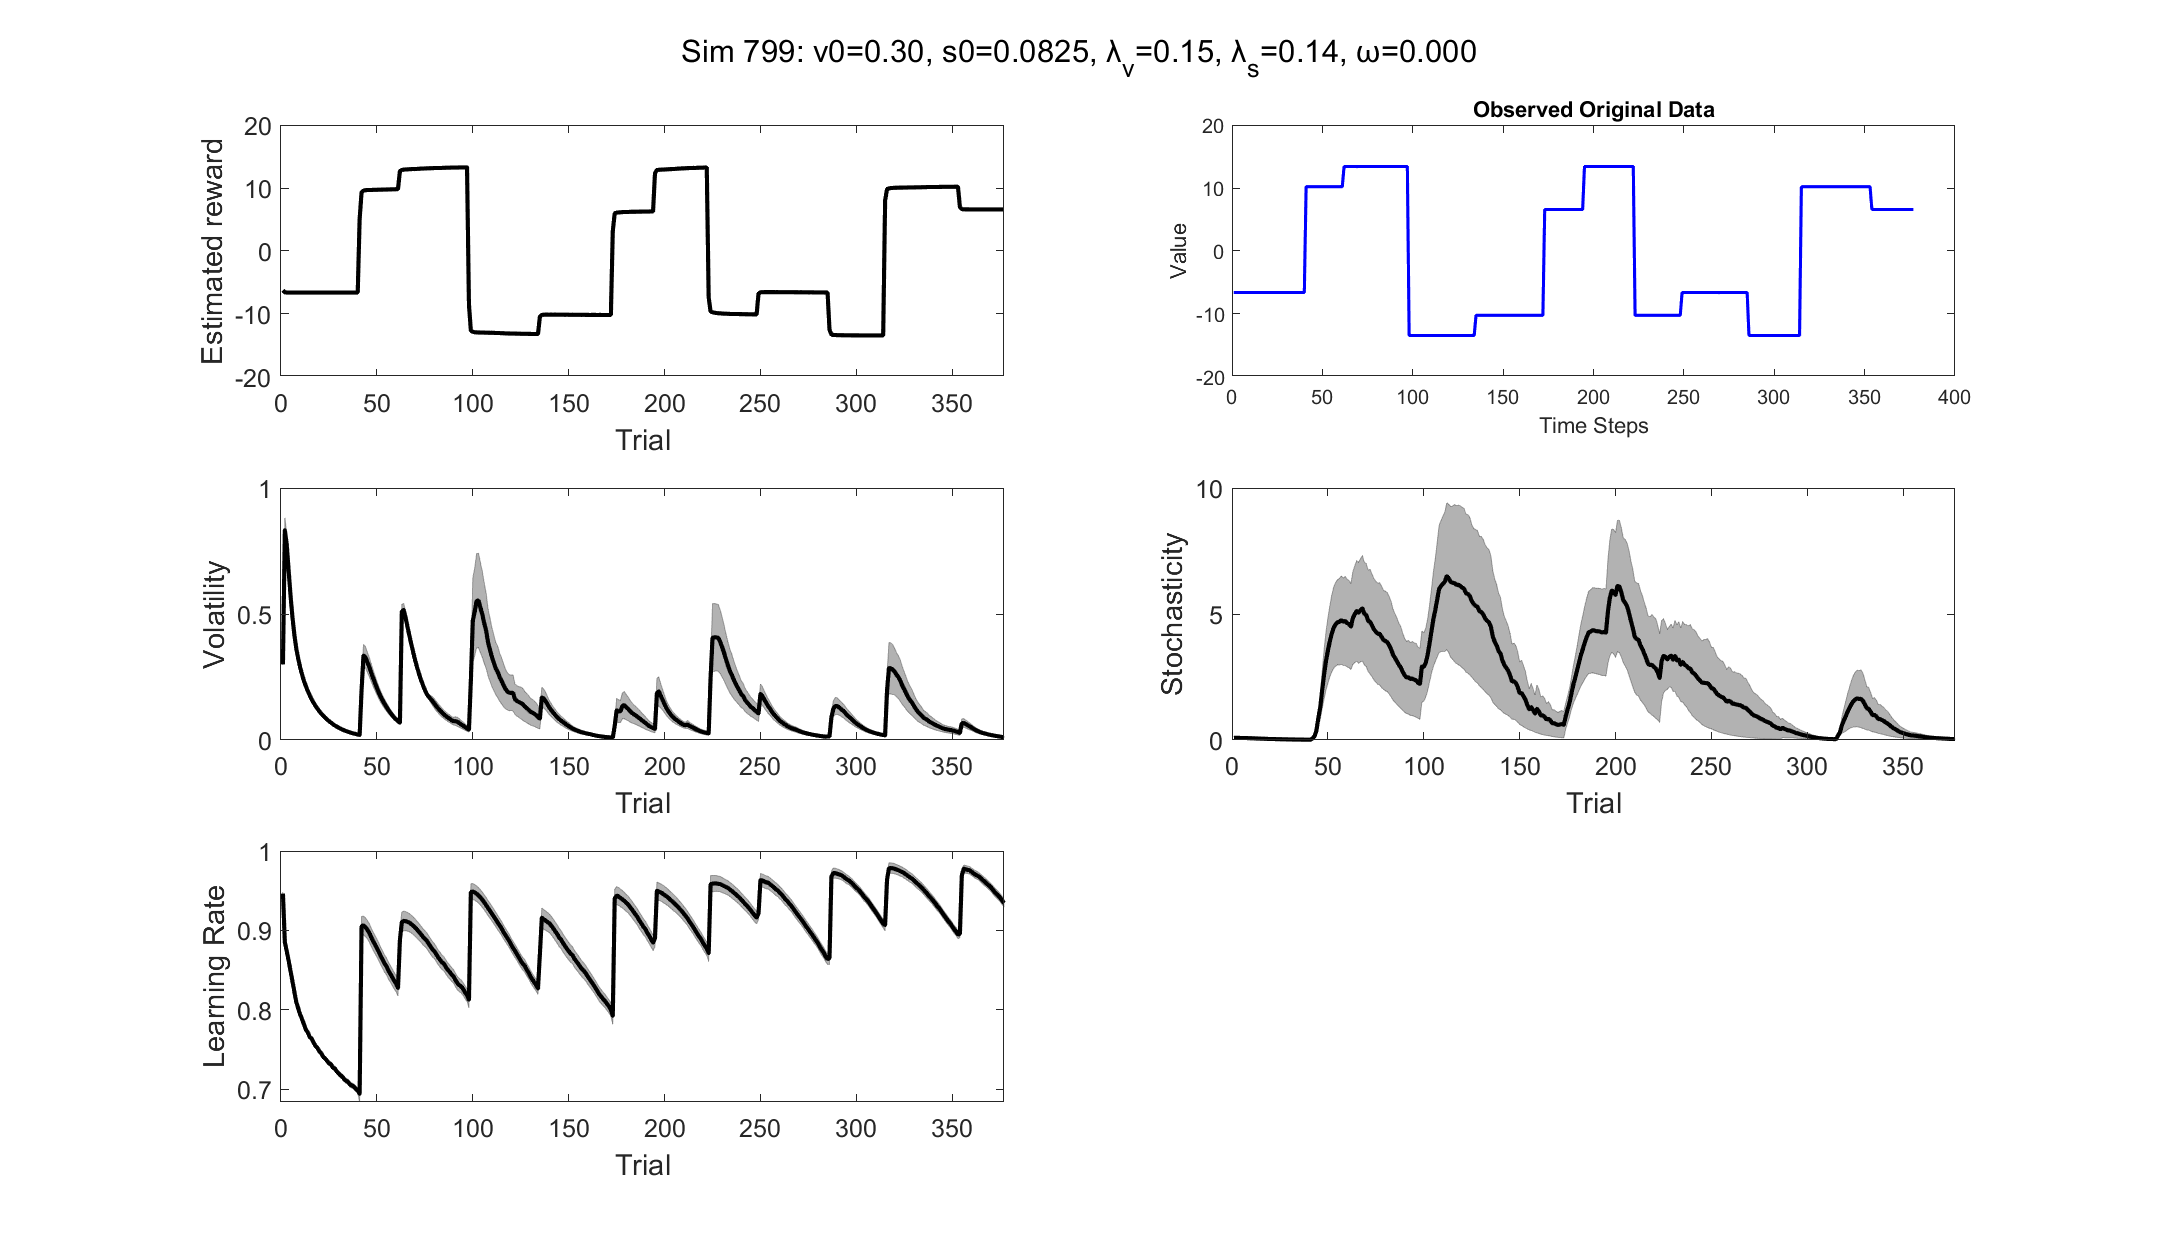 Sim 799: v0=0.30, s0=0.0825, λv=0.15, λs=0.14, ω=0.000
Estimated reward
20
10
0
-10
-20
0 50 100 150 200 250 300 350
Trial
Observed Original Data
Value
20
10
0
-10
-20
0 50 100 150 200 250 300 350 400
Time Steps
Volatility
1
0.5
0
0 50 100 150 200 250 300 350
Trial
Stochasticity
10
5
0
0 50 100 150 200 250 300 350
Trial
Learning Rate
1
0.9
0.8
0.7
0 50 100 150 200 250 300 350
Trial